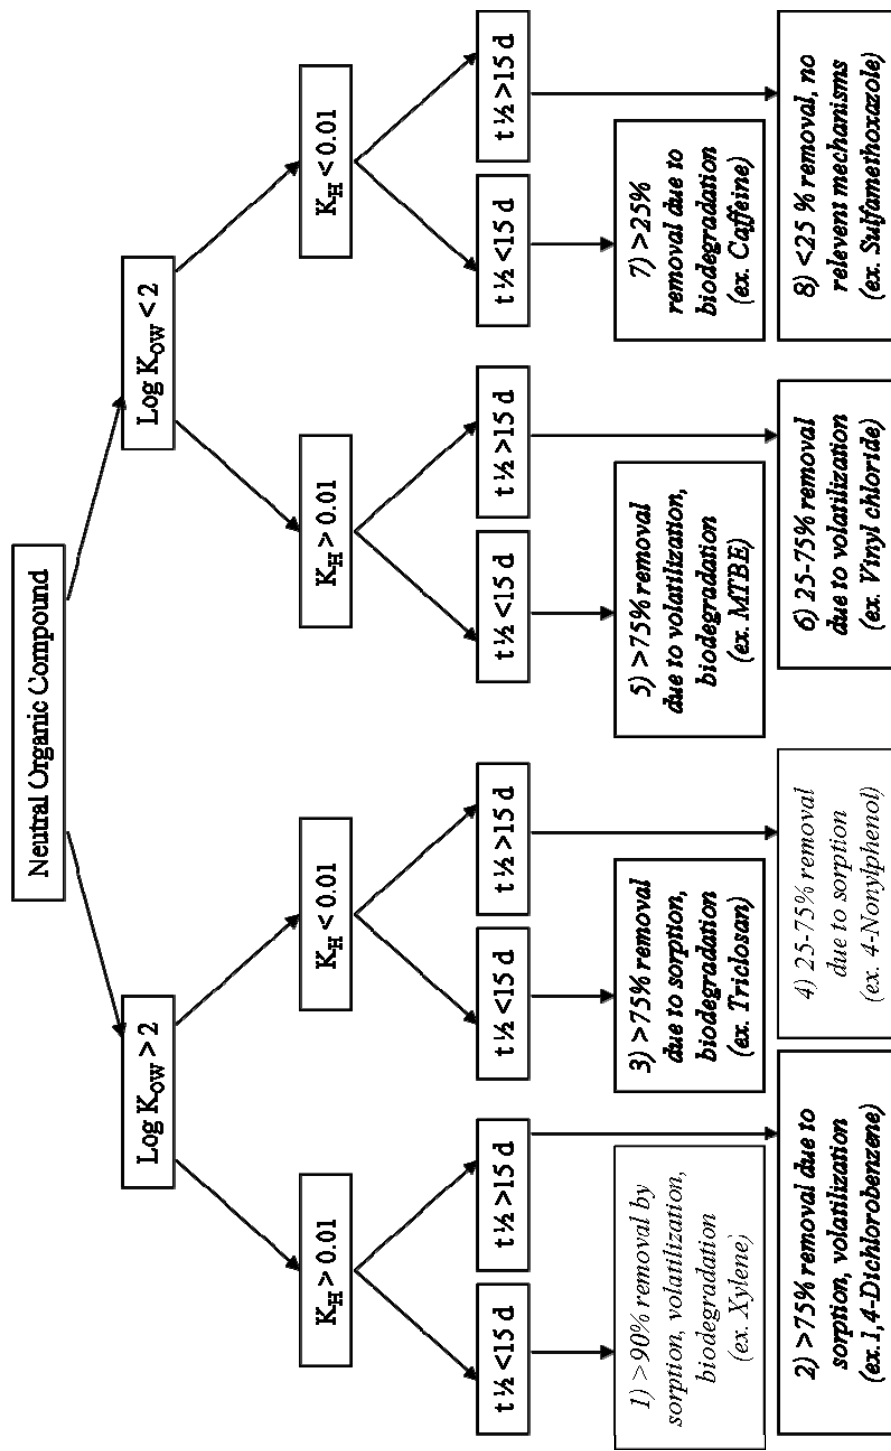 Neutral Organic Compound
Log K_OW > 2
Log K_OW < 2
K_H > 0.01
K_H < 0.01
K_H > 0.01
K_H < 0.01
t ½ <15 d
t ½ >15 d
t ½ <15 d
t ½ >15 d
t ½ <15 d
t ½ >15 d
t ½ <15 d
t ½ >15 d
1) >90% removal by
sorption, volatilization,
biodegradation
(ex. Xylene)
3) >75% removal
due to sorption,
biodegradation
(ex. Triclosan)
5) >75% removal
due to volatilization,
biodegradation
(ex. MTBE)
7) >25%
removal due to
biodegradation
(ex. Caffeine)
2) >75% removal due to
sorption, volatilization
(ex.1,4-Dichlorobenzene)
4) 25-75% removal
due to sorption
(ex. 4-Nonylphenol)
6) 25-75% removal
due to volatilization
(ex. Vinyl chloride)
8) <25 % removal, no
relevent mechanisms
(ex. Sulfamethoxazole)